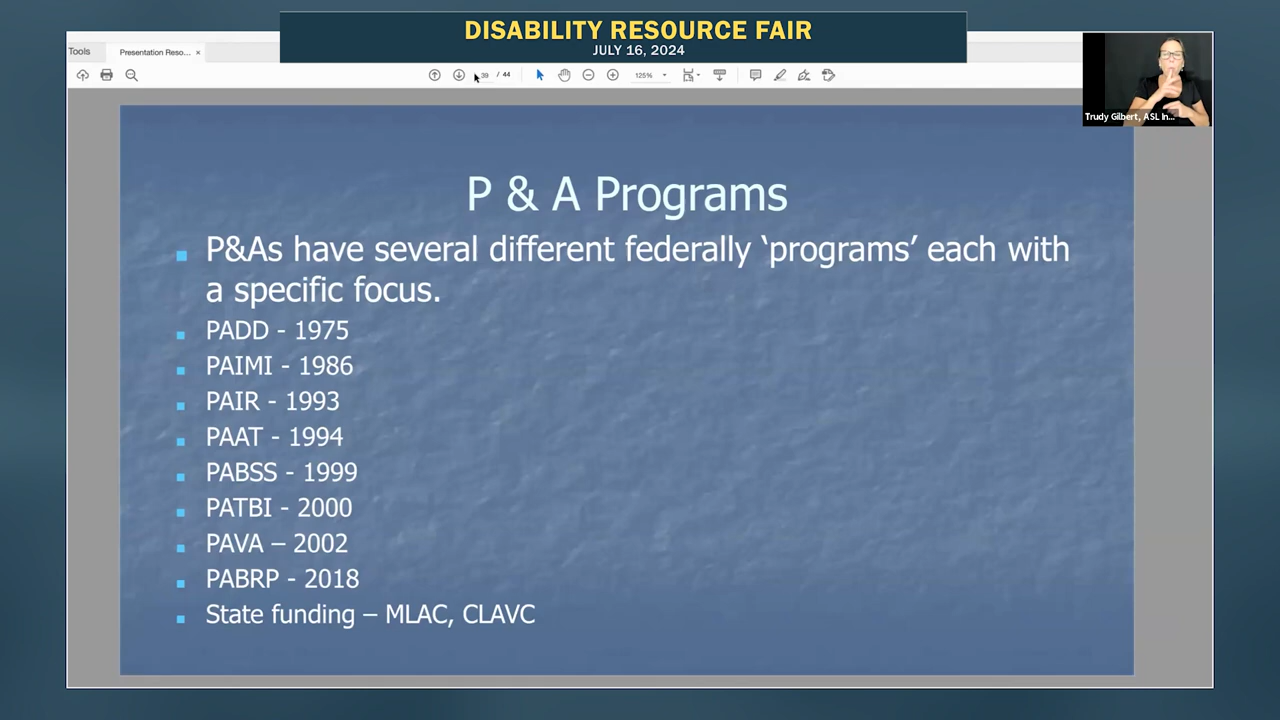 DISABILITY RESOURCE FAIR
JULY 16, 2024
Tools
Presentation Reso... ×
39 / 44
125%
Trudy Gilbert, ASL In...
P & A Programs
P&As have several different federally ‘programs’ each with
a specific focus.
PADD - 1975
PAIMI - 1986
PAIR - 1993
PAAT - 1994
PABSS - 1999
PATBI - 2000
PAVA – 2002
PABRP - 2018
State funding – MLAC, CLAVC